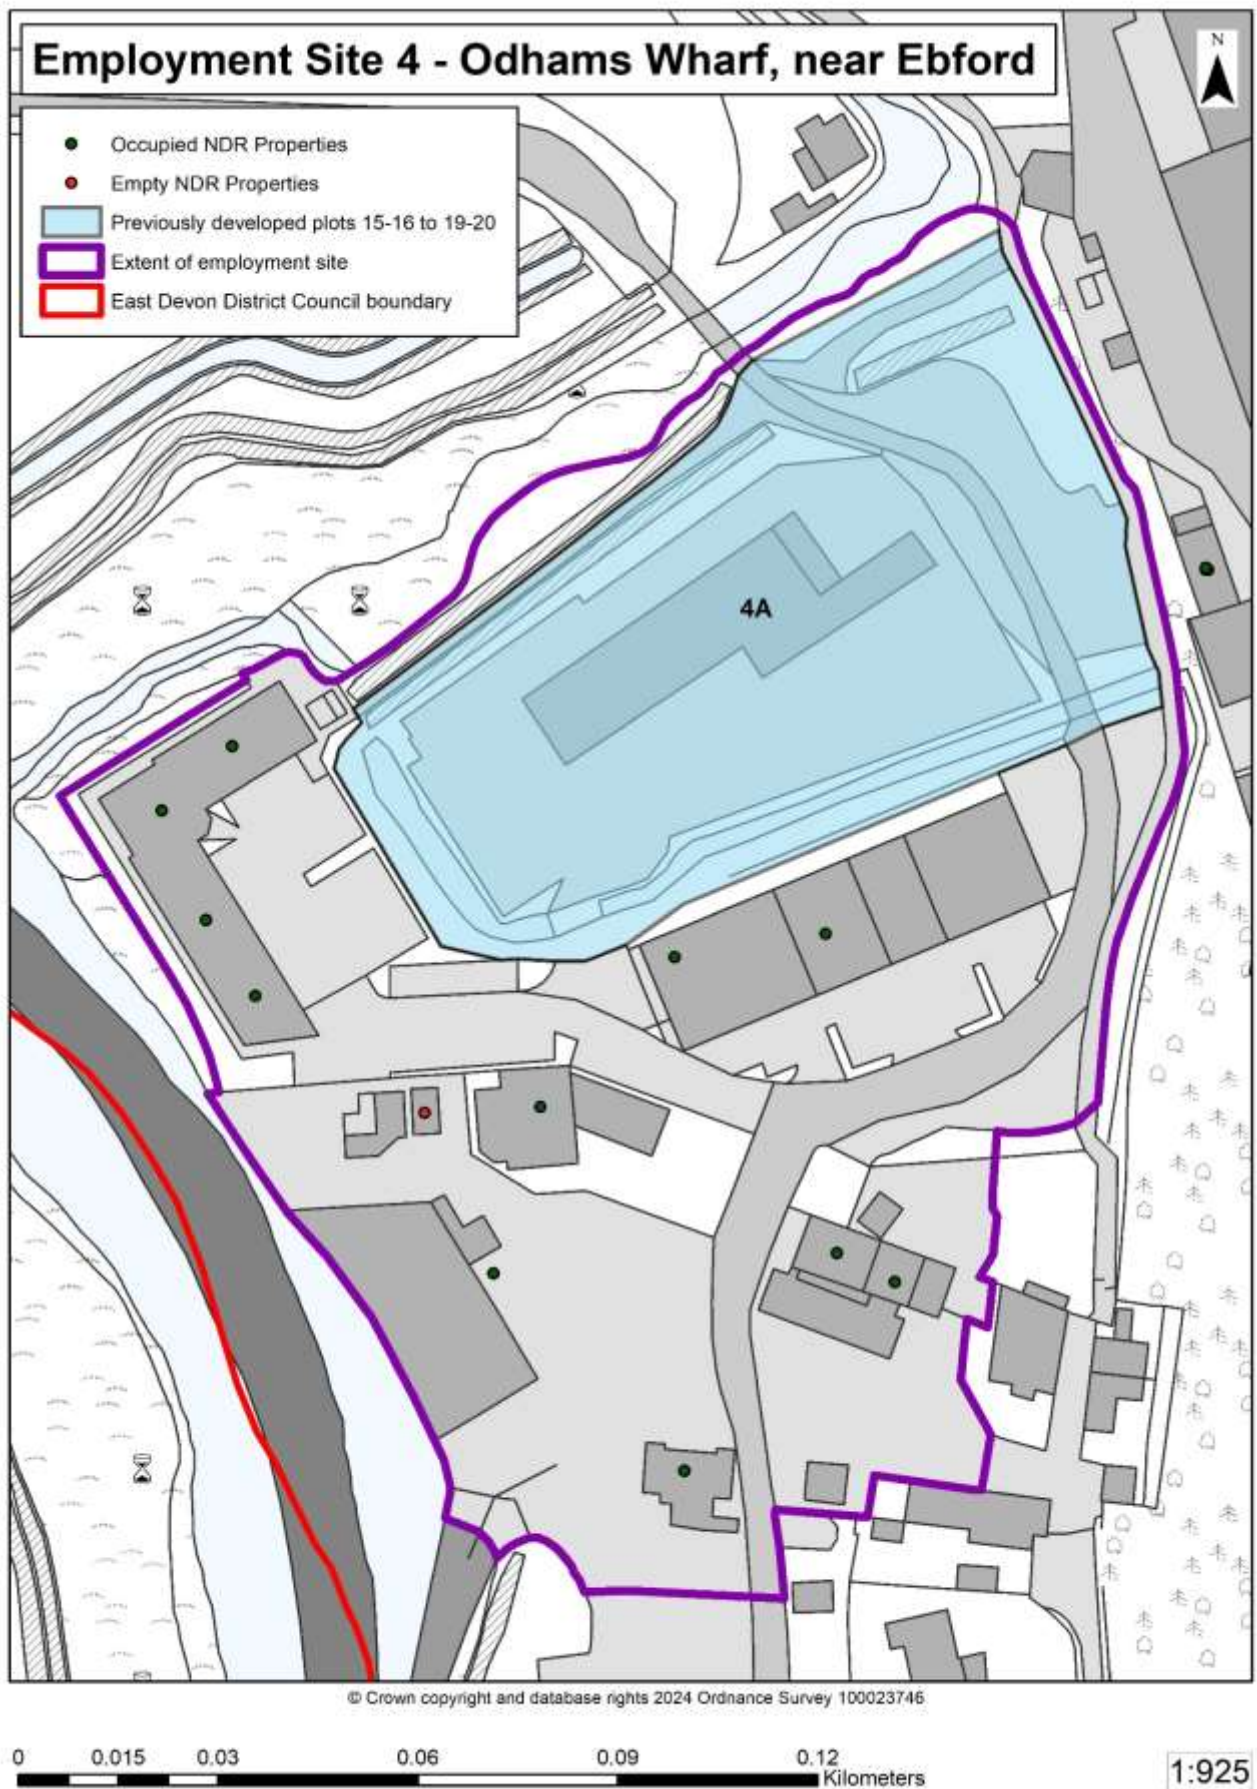 Employment Site 4 - Odhams Wharf, near Ebford
N
Occupied NDR Properties
Empty NDR Properties
Previously developed plots 15-16 to 19-20
Extent of employment site
East Devon District Council boundary
4A
© Crown copyright and database rights 2024 Ordnance Survey 100023746
0 0.015 0.03 0.06 0.09 0.12
Kilometers
1:925